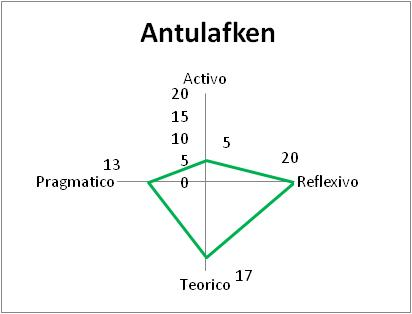 Antulafken
Activo
20
15
10
5
0
5
20
13
Pragmatico
Reflexivo
Teorico
17